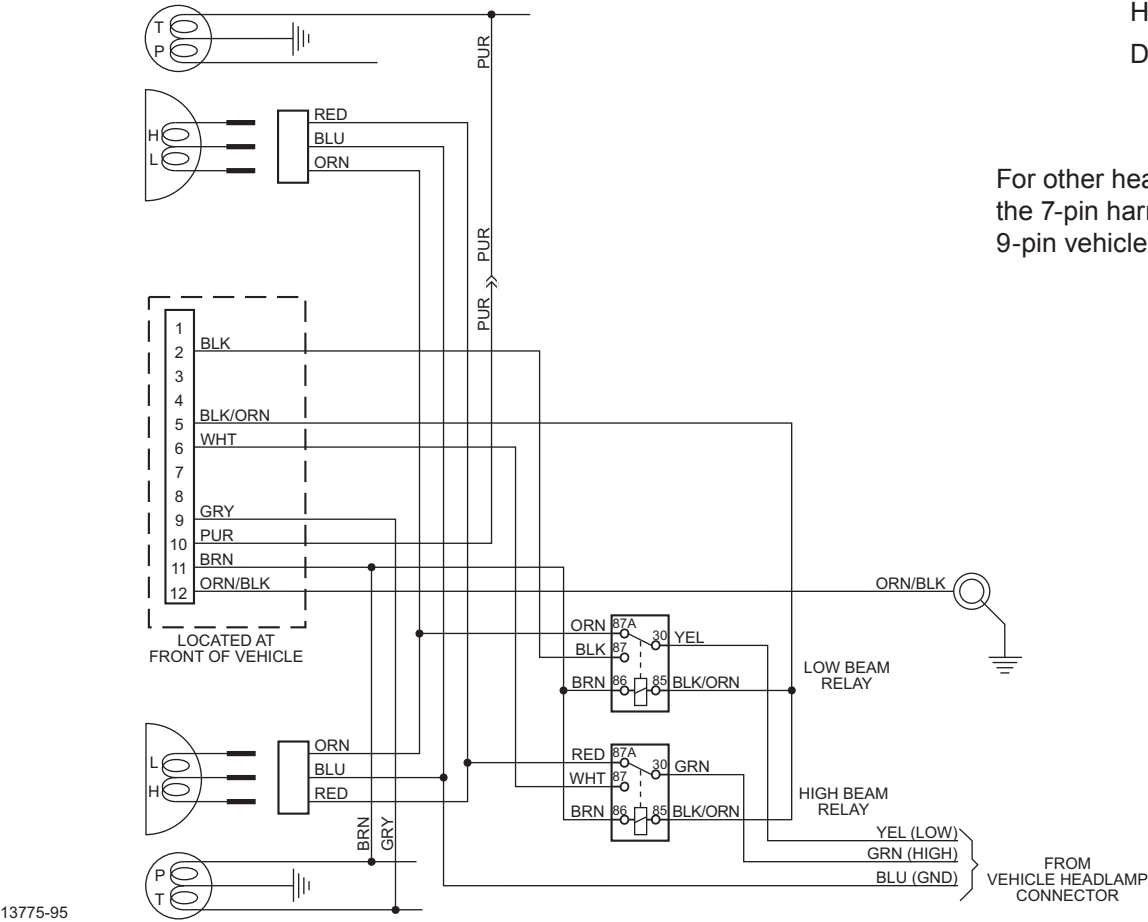 H
D
For other hea
the 7-pin harn
9-pin vehicle
T
P
PUR
H
L
RED
BLU
ORN
PUR
PUR
1
2 BLK
3
4
5 BLK/ORN
6 WHT
7
8
9 GRY
10 PUR
11 BRN
12 ORN/BLK
ORN/BLK
LOCATED AT
FRONT OF VEHICLE
ORN 87A 30 YEL
BLK 87
BRN 86 85 BLK/ORN
LOW BEAM
RELAY
L
H
ORN
BLU
RED
RED 87A 30 GRN
WHT 87
BRN 86 85 BLK/ORN
HIGH BEAM
RELAY
BRN
GRY
YEL (LOW)
GRN (HIGH)
BLU (GND)
FROM
VEHICLE HEADLAMP
CONNECTOR
P
T
13775-95